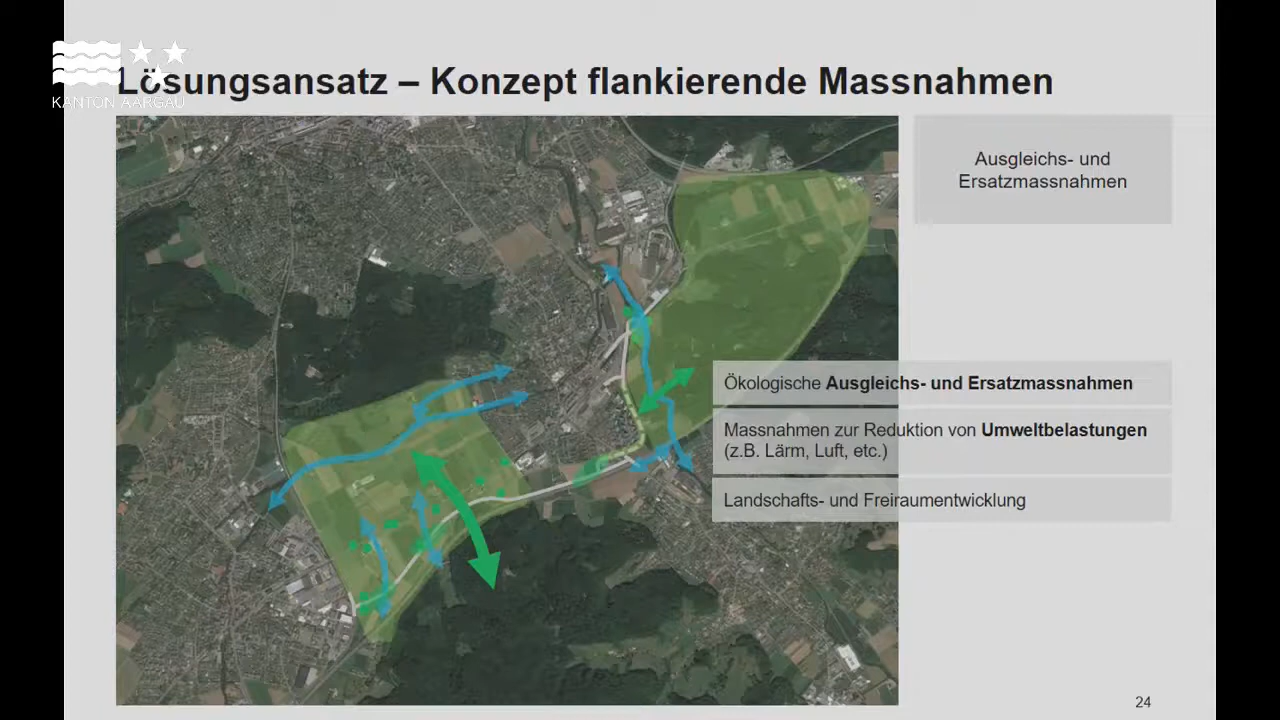 KANTON AARGAU
Lösungsansatz – Konzept flankierende Massnahmen
Ausgleichs- und
Ersatzmassnahmen
Ökologische Ausgleichs- und Ersatzmassnahmen
Massnahmen zur Reduktion von Umweltbelastungen
(z.B. Lärm, Luft, etc.)
Landschafts- und Freiraumentwicklung
24